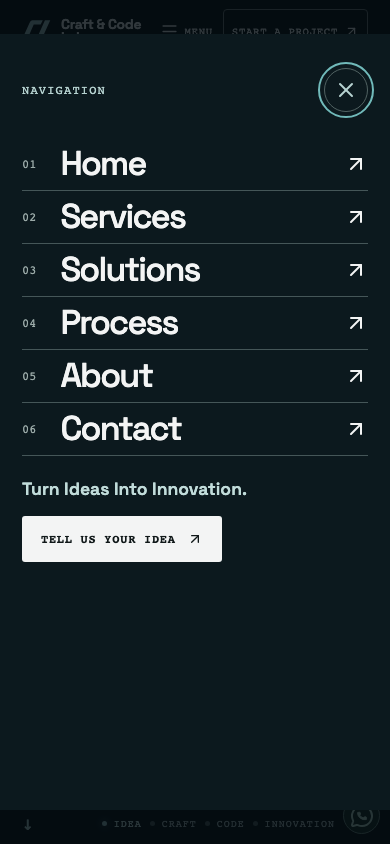 Craft & Code
MENU
START A PROJECT
NAVIGATION
01 Home
02 Services
03 Solutions
04 Process
05 About
06 Contact
Turn Ideas Into Innovation.
TELL US YOUR IDEA
IDEA CRAFT CODE INNOVATION